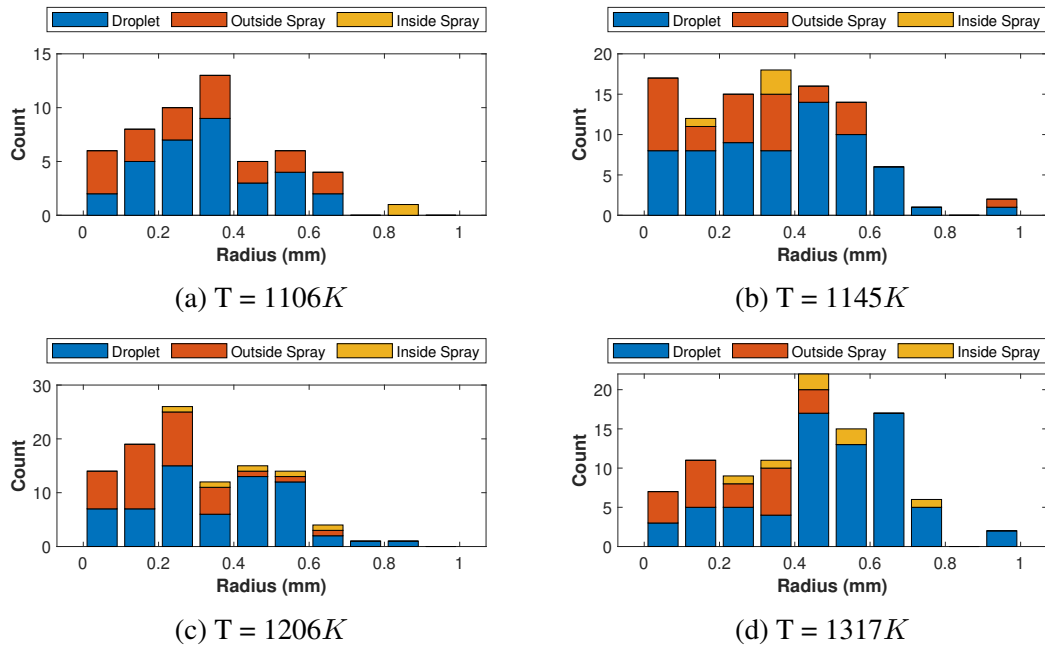 Droplet Outside Spray Inside Spray
15
10
5
0
Count
0 0.2 0.4 0.6 0.8 1
Radius (mm)
(a) T = 1106K
Droplet Outside Spray Inside Spray
20
15
10
5
0
Count
0 0.2 0.4 0.6 0.8 1
Radius (mm)
(b) T = 1145K
Droplet Outside Spray Inside Spray
30
20
10
0
Count
0 0.2 0.4 0.6 0.8 1
Radius (mm)
(c) T = 1206K
Droplet Outside Spray Inside Spray
20
15
10
5
0
Count
0 0.2 0.4 0.6 0.8 1
Radius (mm)
(d) T = 1317K